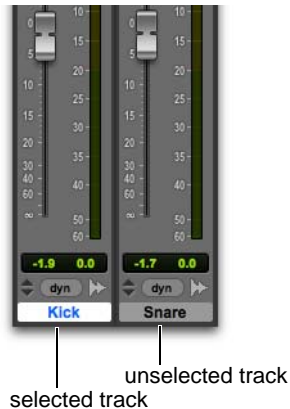 10 10
0 0
15 15
5 5
20 20
10 25 10 25
15 30 15 30
20 35 20 35
30 30
40 40 40 40
60 60
∞ 50 ∞ 50
60 60
-1.9 0.0 -1.7 0.0
dyn dyn
Kick Snare
unselected track
selected track